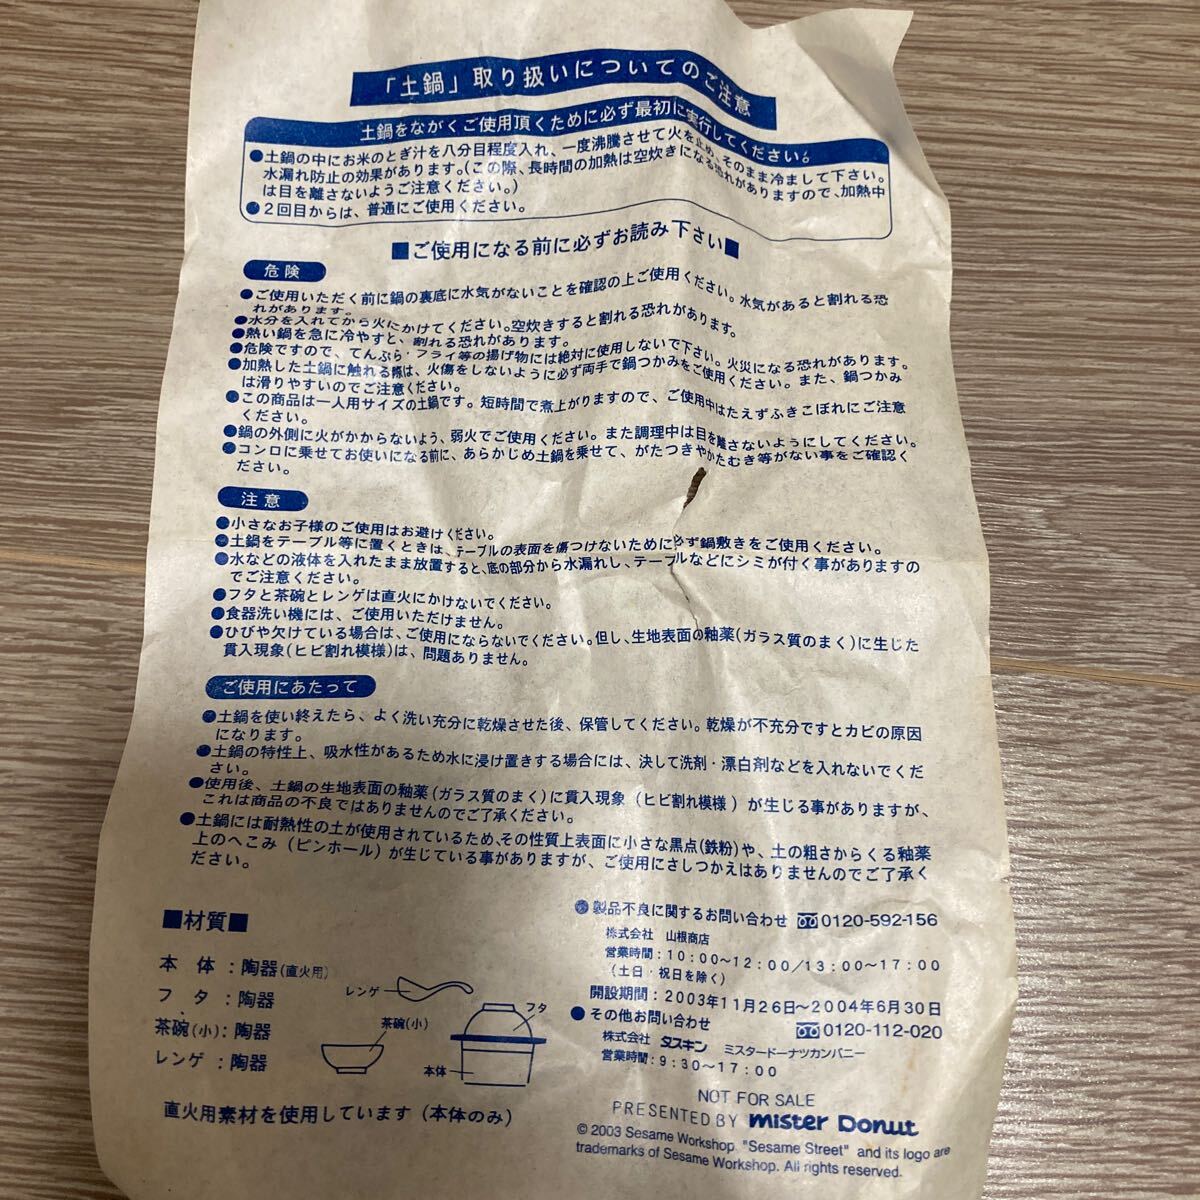 「土鍋」取り扱いについてのご注意
土鍋をながくご使用頂くために必ず最初に実行してください。
●土鍋の中にお米のとぎ汁を八分目程度入れ、一度沸騰させて火を止め、そのまま冷まして下さい。
水漏れ防止の効果があります。(この際、長時間の加熱は空炊きになる恐れがありますので、加熱中
は目を離さないようご注意ください。)
●2回目からは、普通にご使用ください。
■ご使用になる前に必ずお読み下さい■
危険
●ご使用いただく前に鍋の裏底に水気がないことを確認の上ご使用ください。水気があると割れる恐
れがあります。
●水分を入れてから火にかけてください。空炊きすると割れる恐れがあります。
●熱い鍋を急に冷やすと、割れる恐れがあります。
●危険ですので、てんぷら・フライ等の揚げ物には絶対に使用しないで下さい。火災になる恐れがあります。
●加熱した土鍋に触れる際は、火傷をしないように必ず両手で鍋つかみをご使用ください。また、鍋つかみ
は滑りやすいのでご注意ください。
●この商品は一人用サイズの土鍋です。短時間で煮上がりますので、ご使用中はたえずふきこぼれにご注意
ください。
●鍋の外側に火がかからないよう、弱火でご使用ください。また調理中は目を離さないようにしてください。
●コンロに乗せてお使いになる前に、あらかじめ土鍋を乗せて、がたつきやかたむき等がない事をご確認く
ださい。
注意
●小さなお子様のご使用はお避けください。
●土鍋をテーブル等に置くときは、テーブルの表面を傷つけないために必ず鍋敷きをご使用ください。
●水などの液体を入れたまま放置すると、底の部分から水漏れし、テーブルなどにシミが付く事がありますの
でご注意ください。
●フタと茶碗とレンゲは直火にかけないでください。
●食器洗い機には、ご使用いただけません。
●ひびや欠けている場合は、ご使用にならないでください。但し、生地表面の釉薬(ガラス質のまく)に生じた
貫入現象(ヒビ割れ模様)は、問題ありません。
ご使用にあたって
●土鍋を使い終えたら、よく洗い充分に乾燥させた後、保管してください。乾燥が不充分ですとカビの原因
になります。
●土鍋の特性上、吸水性があるため水に浸け置きする場合には、決して洗剤・漂白剤などを入れないでくだ
さい。
●使用後、土鍋の生地表面の釉薬(ガラス質のまく)に貫入現象(ヒビ割れ模様)が生じる事がありますが、
これは商品の不良ではありませんのでご了承ください。
●土鍋には耐熱性の土が使用されているため、その性質上表面に小さな黒点(鉄粉)や、土の粗さからくる釉薬
上のへこみ(ピンホール)が生じている事がありますが、ご使用にさしつかえはありませんのでご了承く
ださい。
■材質■
本体:陶器(直火用)
フタ:陶器
茶碗(小):陶器
レンゲ:陶器
レンゲ
茶碗(小)
フタ
本体
直火用素材を使用しています(本体のみ)
●製品不良に関するお問い合わせ 0120-592-156
株式会社 山根商店
営業時間:10:00～12:00/13:00～17:00
(土日・祝日を除く)
開設期間:2003年11月26日～2004年6月30日
●その他お問い合わせ 0120-112-020
株式会社 ダスキン ミスタードーナツカンパニー
営業時間:9:30～17:00
NOT FOR SALE
PRESENTED BY mister Donut
© 2003 Sesame Workshop. "Sesame Street" and its logo are
trademarks of Sesame Workshop. All rights reserved.